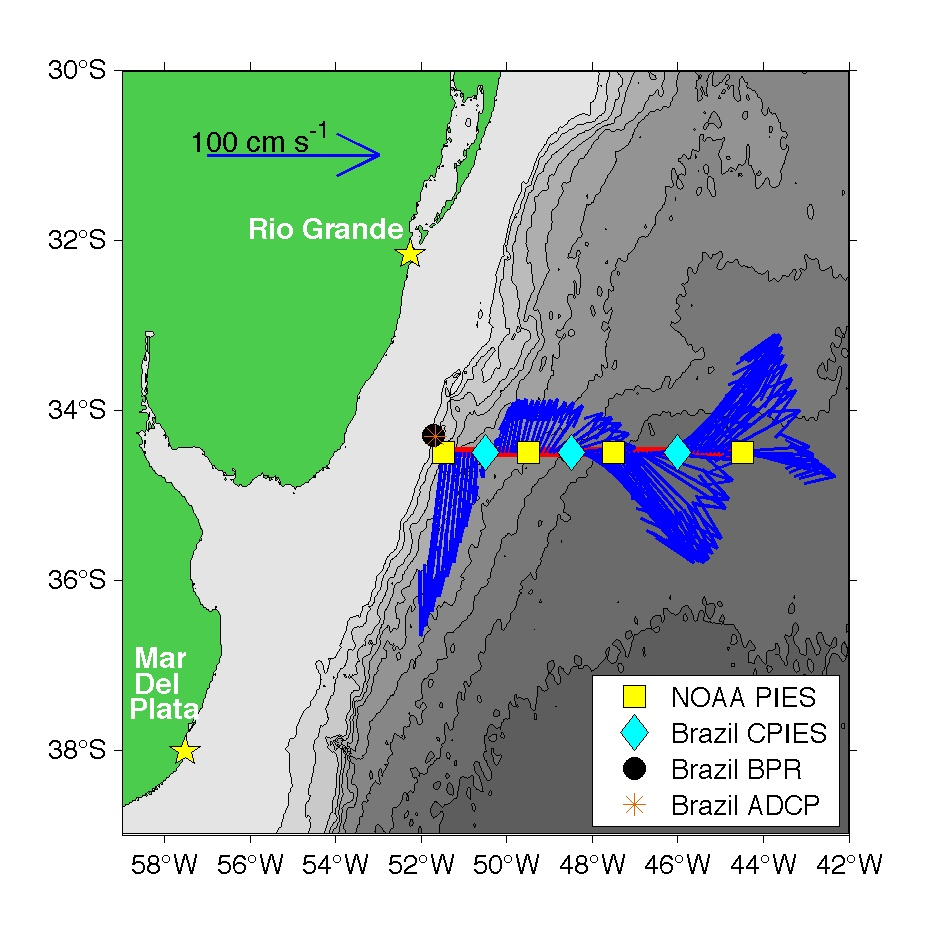 30°S
100 cm s⁻¹
Rio Grande
32°S
34°S
36°S
Mar
Del
Plata
38°S
NOAA PIES
Brazil CPIES
Brazil BPR
Brazil ADCP
58°W 56°W 54°W 52°W 50°W 48°W 46°W 44°W 42°W